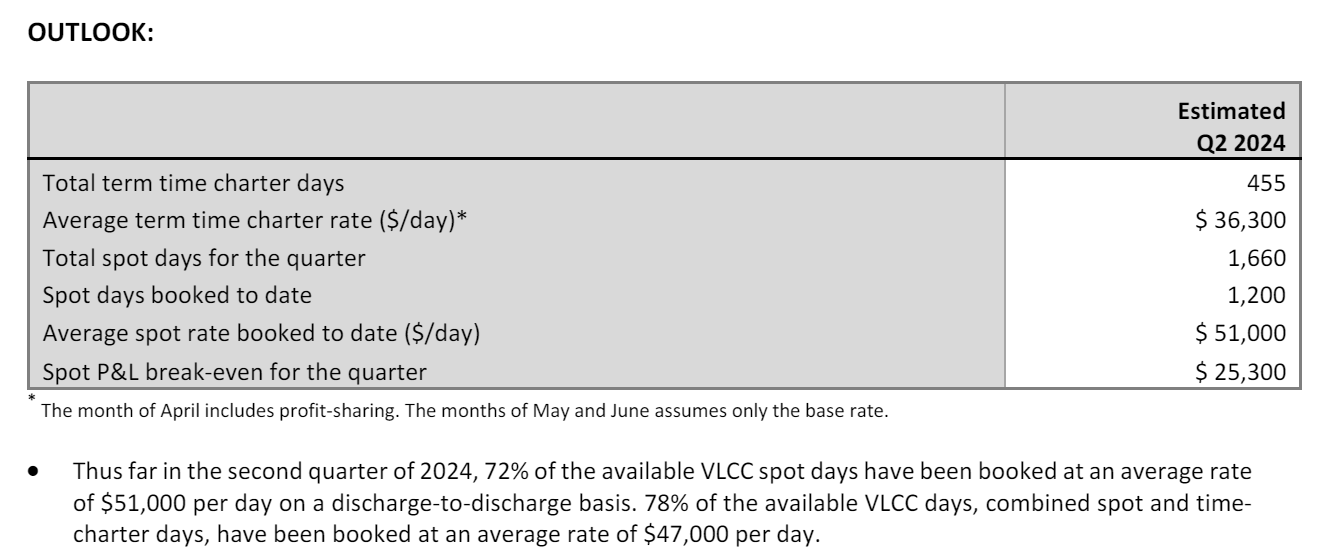 OUTLOOK:
Estimated
Q2 2024
Total term time charter days 455
Average term time charter rate ($/day)* $ 36,300
Total spot days for the quarter 1,660
Spot days booked to date 1,200
Average spot rate booked to date ($/day) $ 51,000
Spot P&L break-even for the quarter $ 25,300
* The month of April includes profit-sharing. The months of May and June assumes only the base rate.
• Thus far in the second quarter of 2024, 72% of the available VLCC spot days have been booked at an average rate
of $51,000 per day on a discharge-to-discharge basis. 78% of the available VLCC days, combined spot and time-
charter days, have been booked at an average rate of $47,000 per day.